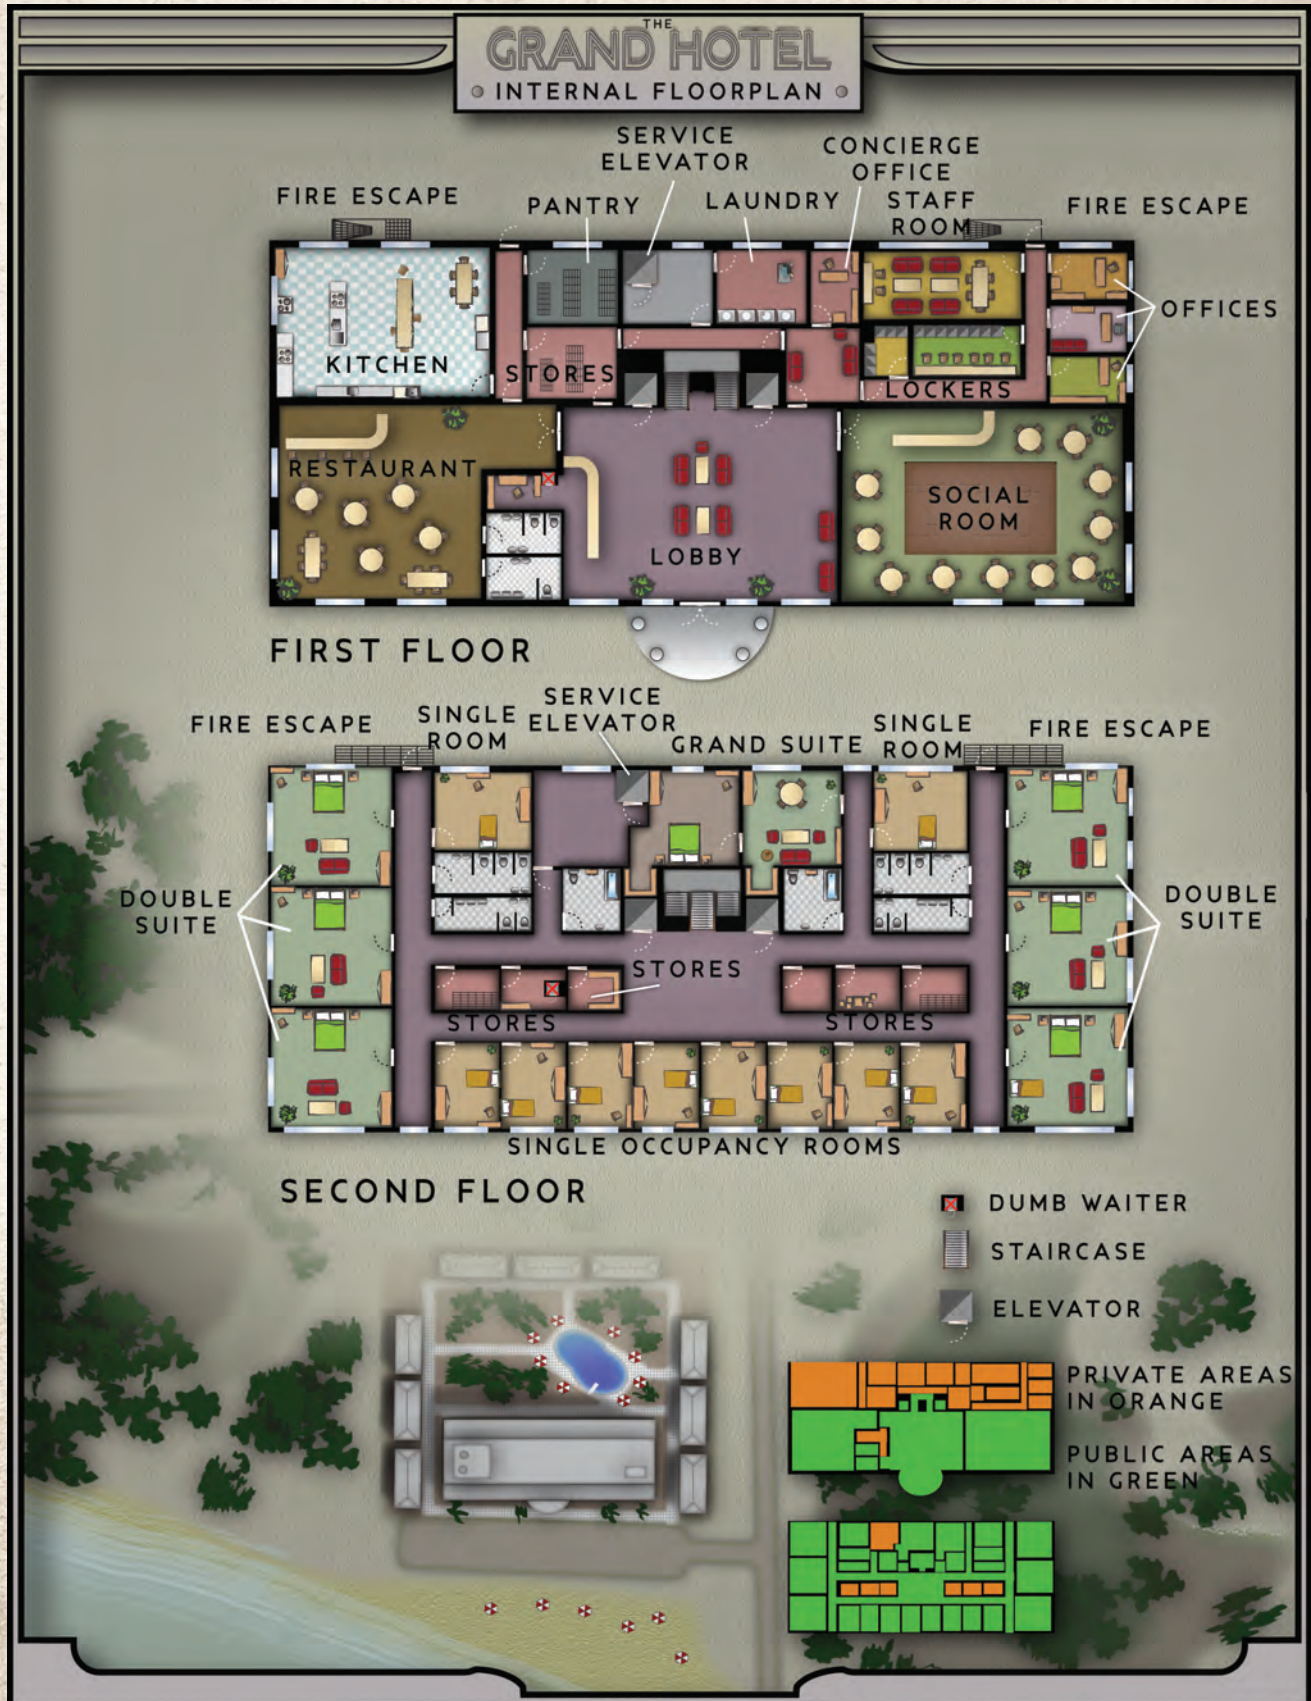 THE
GRAND HOTEL
INTERNAL FLOORPLAN
SERVICE
ELEVATOR
CONCIERGE
OFFICE
FIRE ESCAPE
PANTRY
LAUNDRY
STAFF
ROOM
FIRE ESCAPE
OFFICES
KITCHEN
STORES
LOCKERS
RESTAURANT
SOCIAL
ROOM
LOBBY
FIRST FLOOR
FIRE ESCAPE
SINGLE
ROOM
SERVICE
ELEVATOR
GRAND SUITE
SINGLE
ROOM
FIRE ESCAPE
DOUBLE
SUITE
DOUBLE
SUITE
STORES
STORES
STORES
SINGLE OCCUPANCY ROOMS
SECOND FLOOR
DUMB WAITER
STAIRCASE
ELEVATOR
PRIVATE AREAS
IN ORANGE
PUBLIC AREAS
IN GREEN